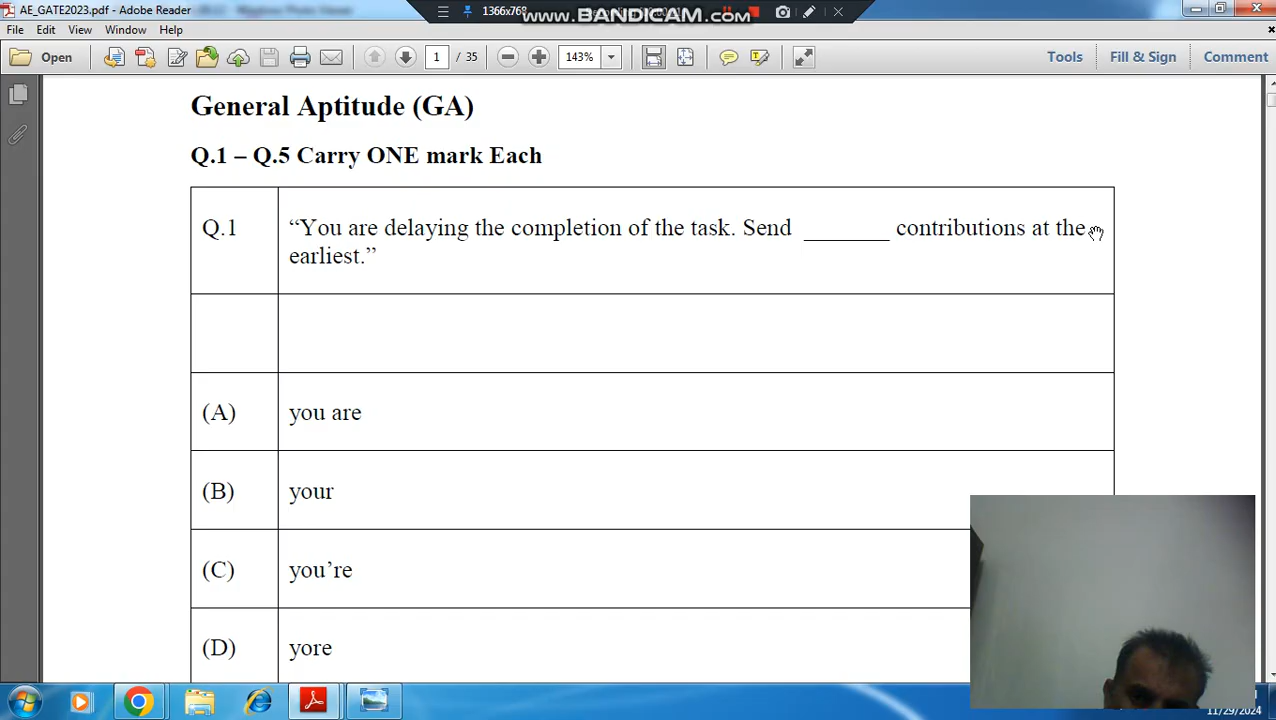 AE_GATE2023.pdf - Adobe Reader
1366x768
www.BANDICAM.com
File Edit View Window Help
Open
1 / 35
143%
Tools Fill & Sign Comment
General Aptitude (GA)
Q.1 – Q.5 Carry ONE mark Each
Q.1 “You are delaying the completion of the task. Send ________ contributions at the
earliest.”
(A) you are
(B) your
(C) you’re
(D) yore
11/29/2024